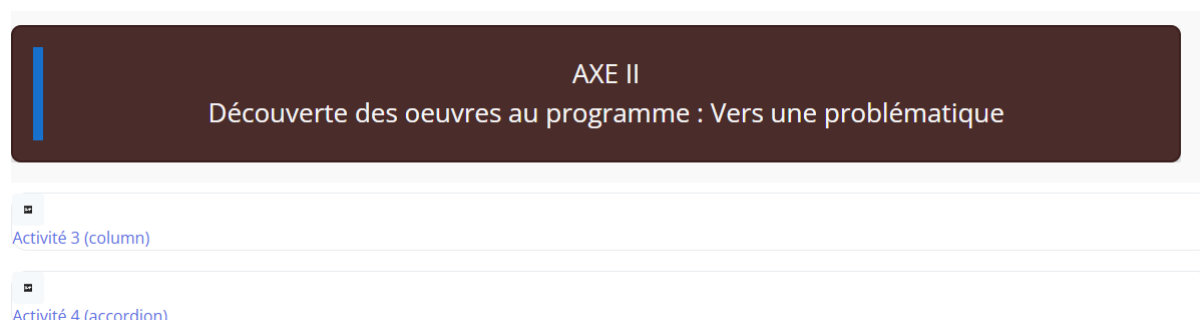 AXE II
Découverte des oeuvres au programme : Vers une problématique
Activité 3 (column)
Activité 4 (accordion)